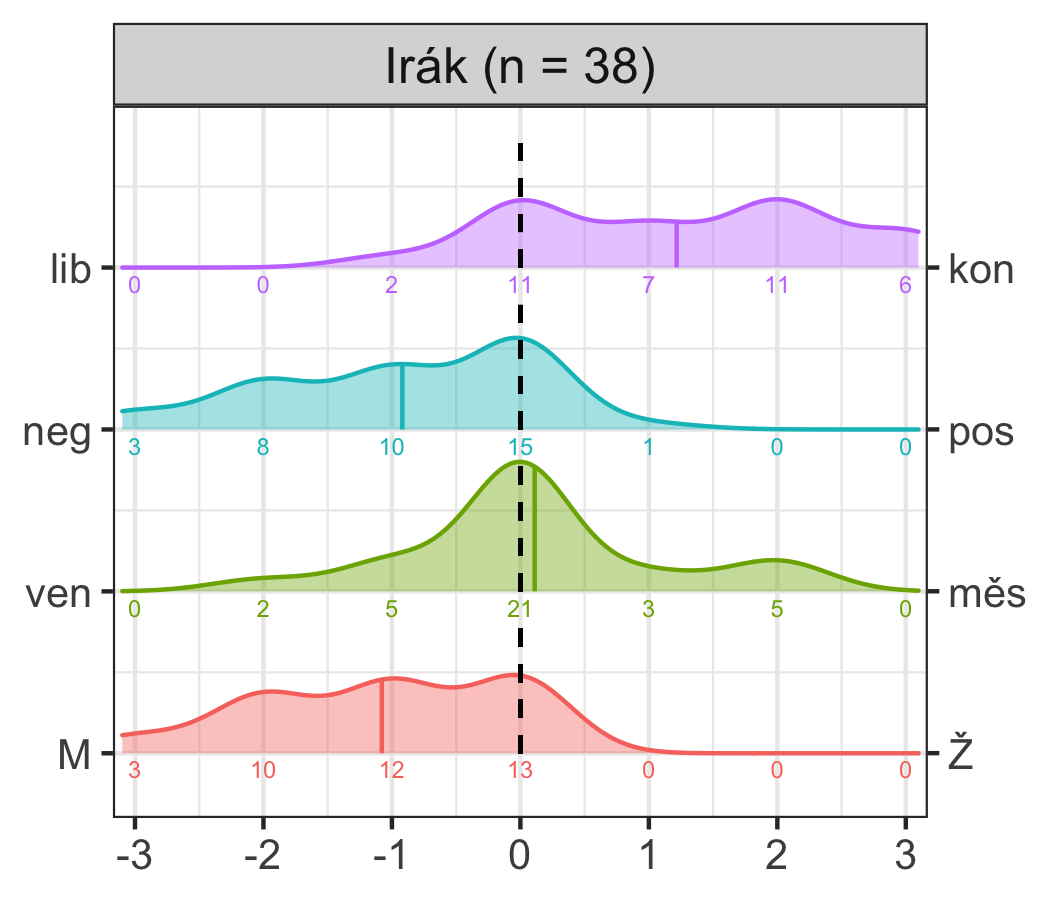 Irák (n = 38)
lib kon
0 0 2 11 7 11 6
neg pos
3 8 10 15 1 0 0
ven měs
0 2 5 21 3 5 0
M Ž
3 10 12 13 0 0 0
-3 -2 -1 0 1 2 3